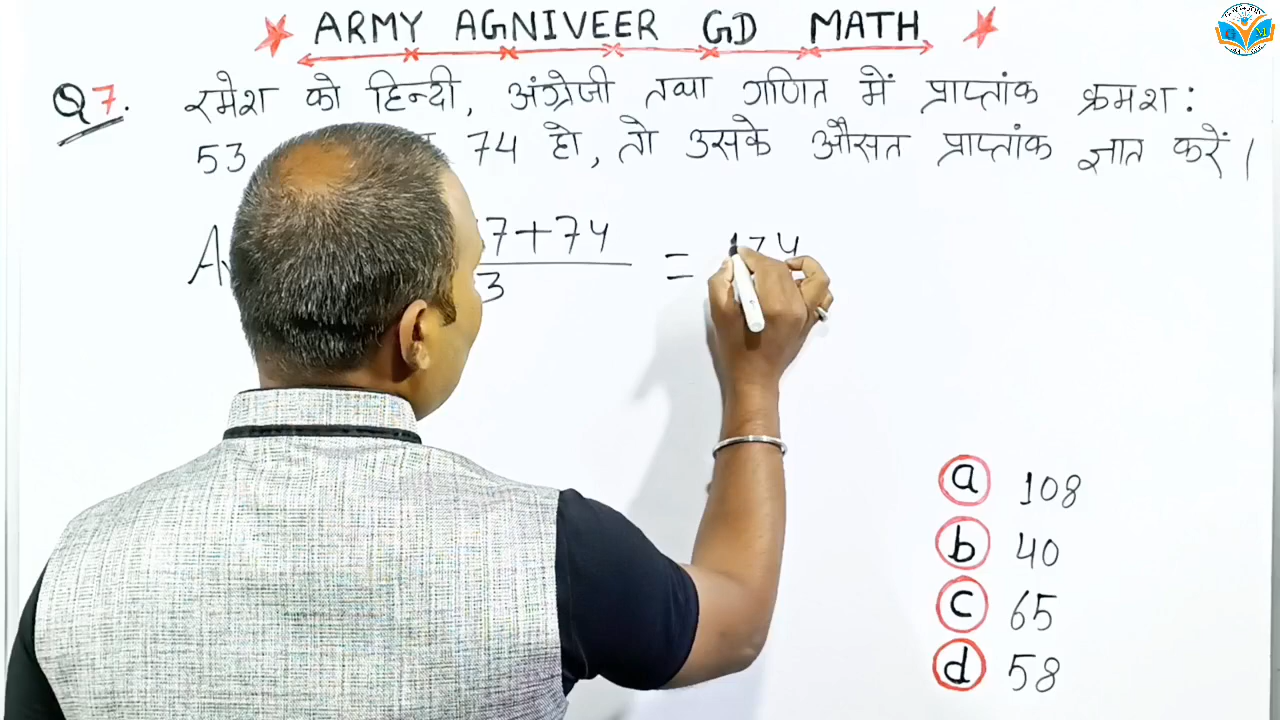 ARMY AGNIVEER GD MATH
Q7. रमेश को हिन्दी, अंग्रेजी तथा गणित में प्राप्तांक क्रमश:
53 74 हो, तो उसके औसत प्राप्तांक ज्ञात करें।
7+74
3
= 174
a 108
b 40
c 65
d 58